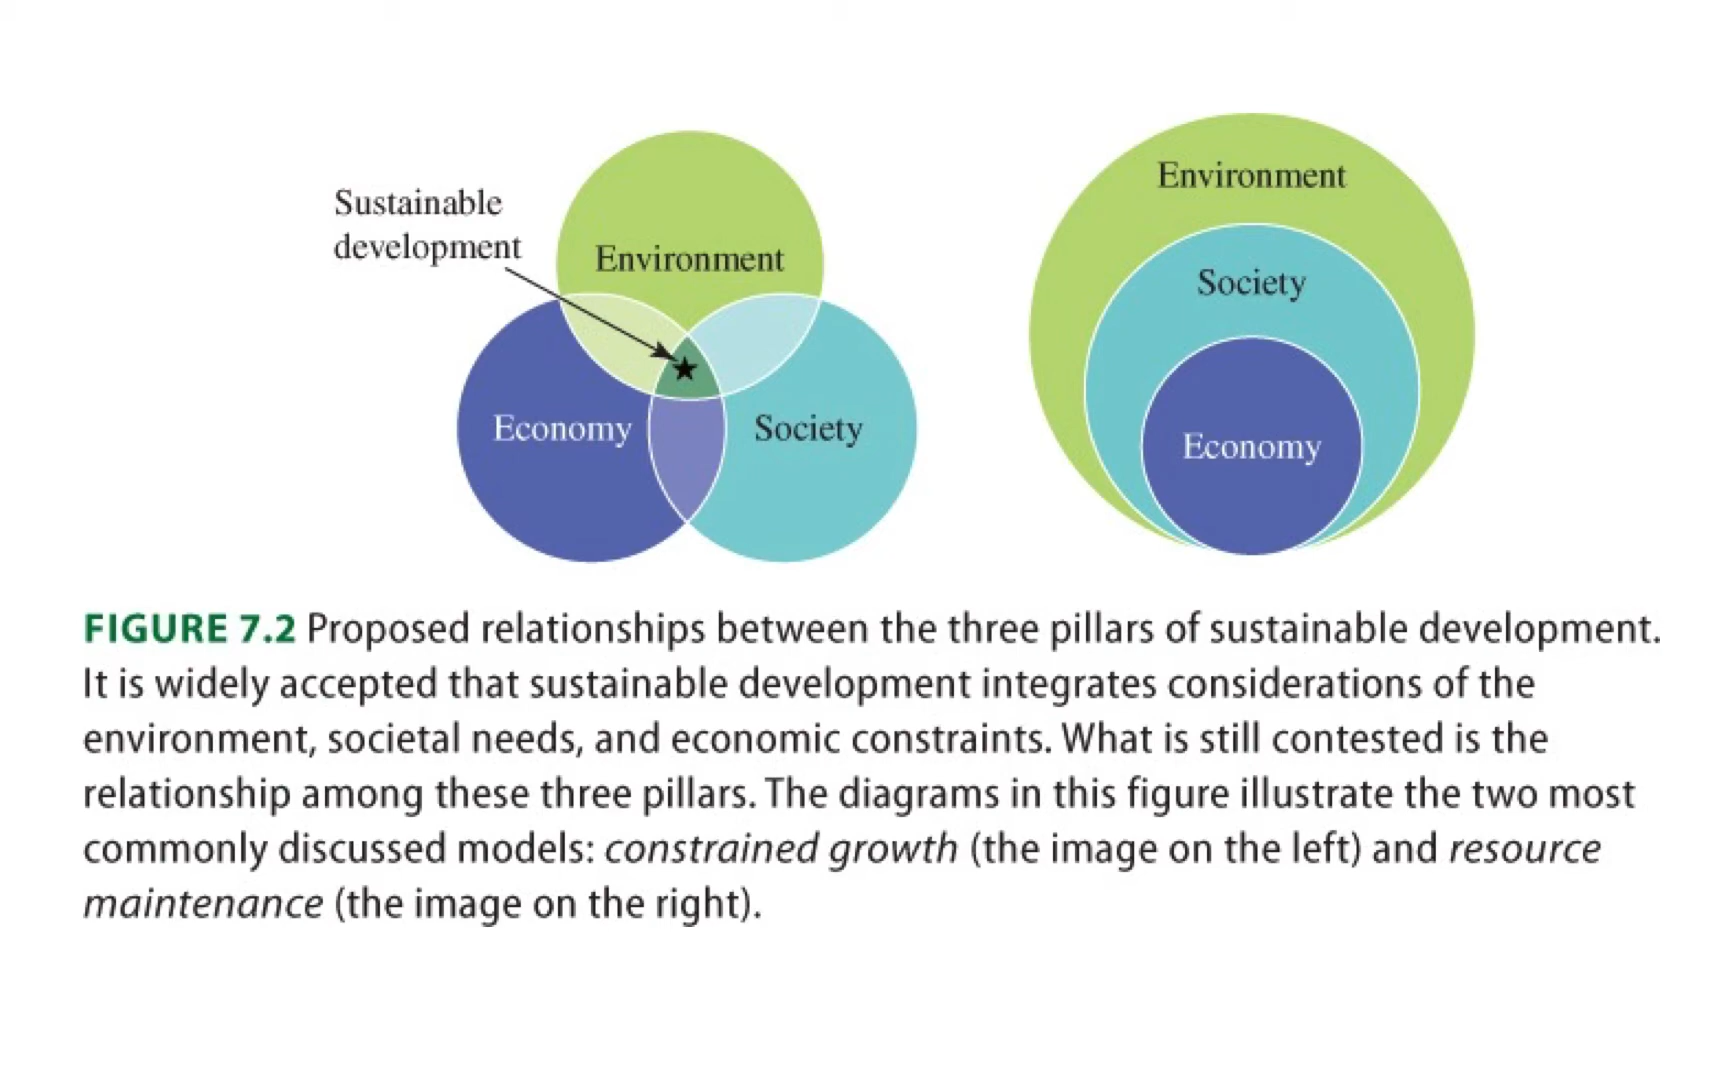 Sustainable
development
Environment
Economy
Society
Environment
Society
Economy
FIGURE 7.2 Proposed relationships between the three pillars of sustainable development.
It is widely accepted that sustainable development integrates considerations of the
environment, societal needs, and economic constraints. What is still contested is the
relationship among these three pillars. The diagrams in this figure illustrate the two most
commonly discussed models: constrained growth (the image on the left) and resource
maintenance (the image on the right).